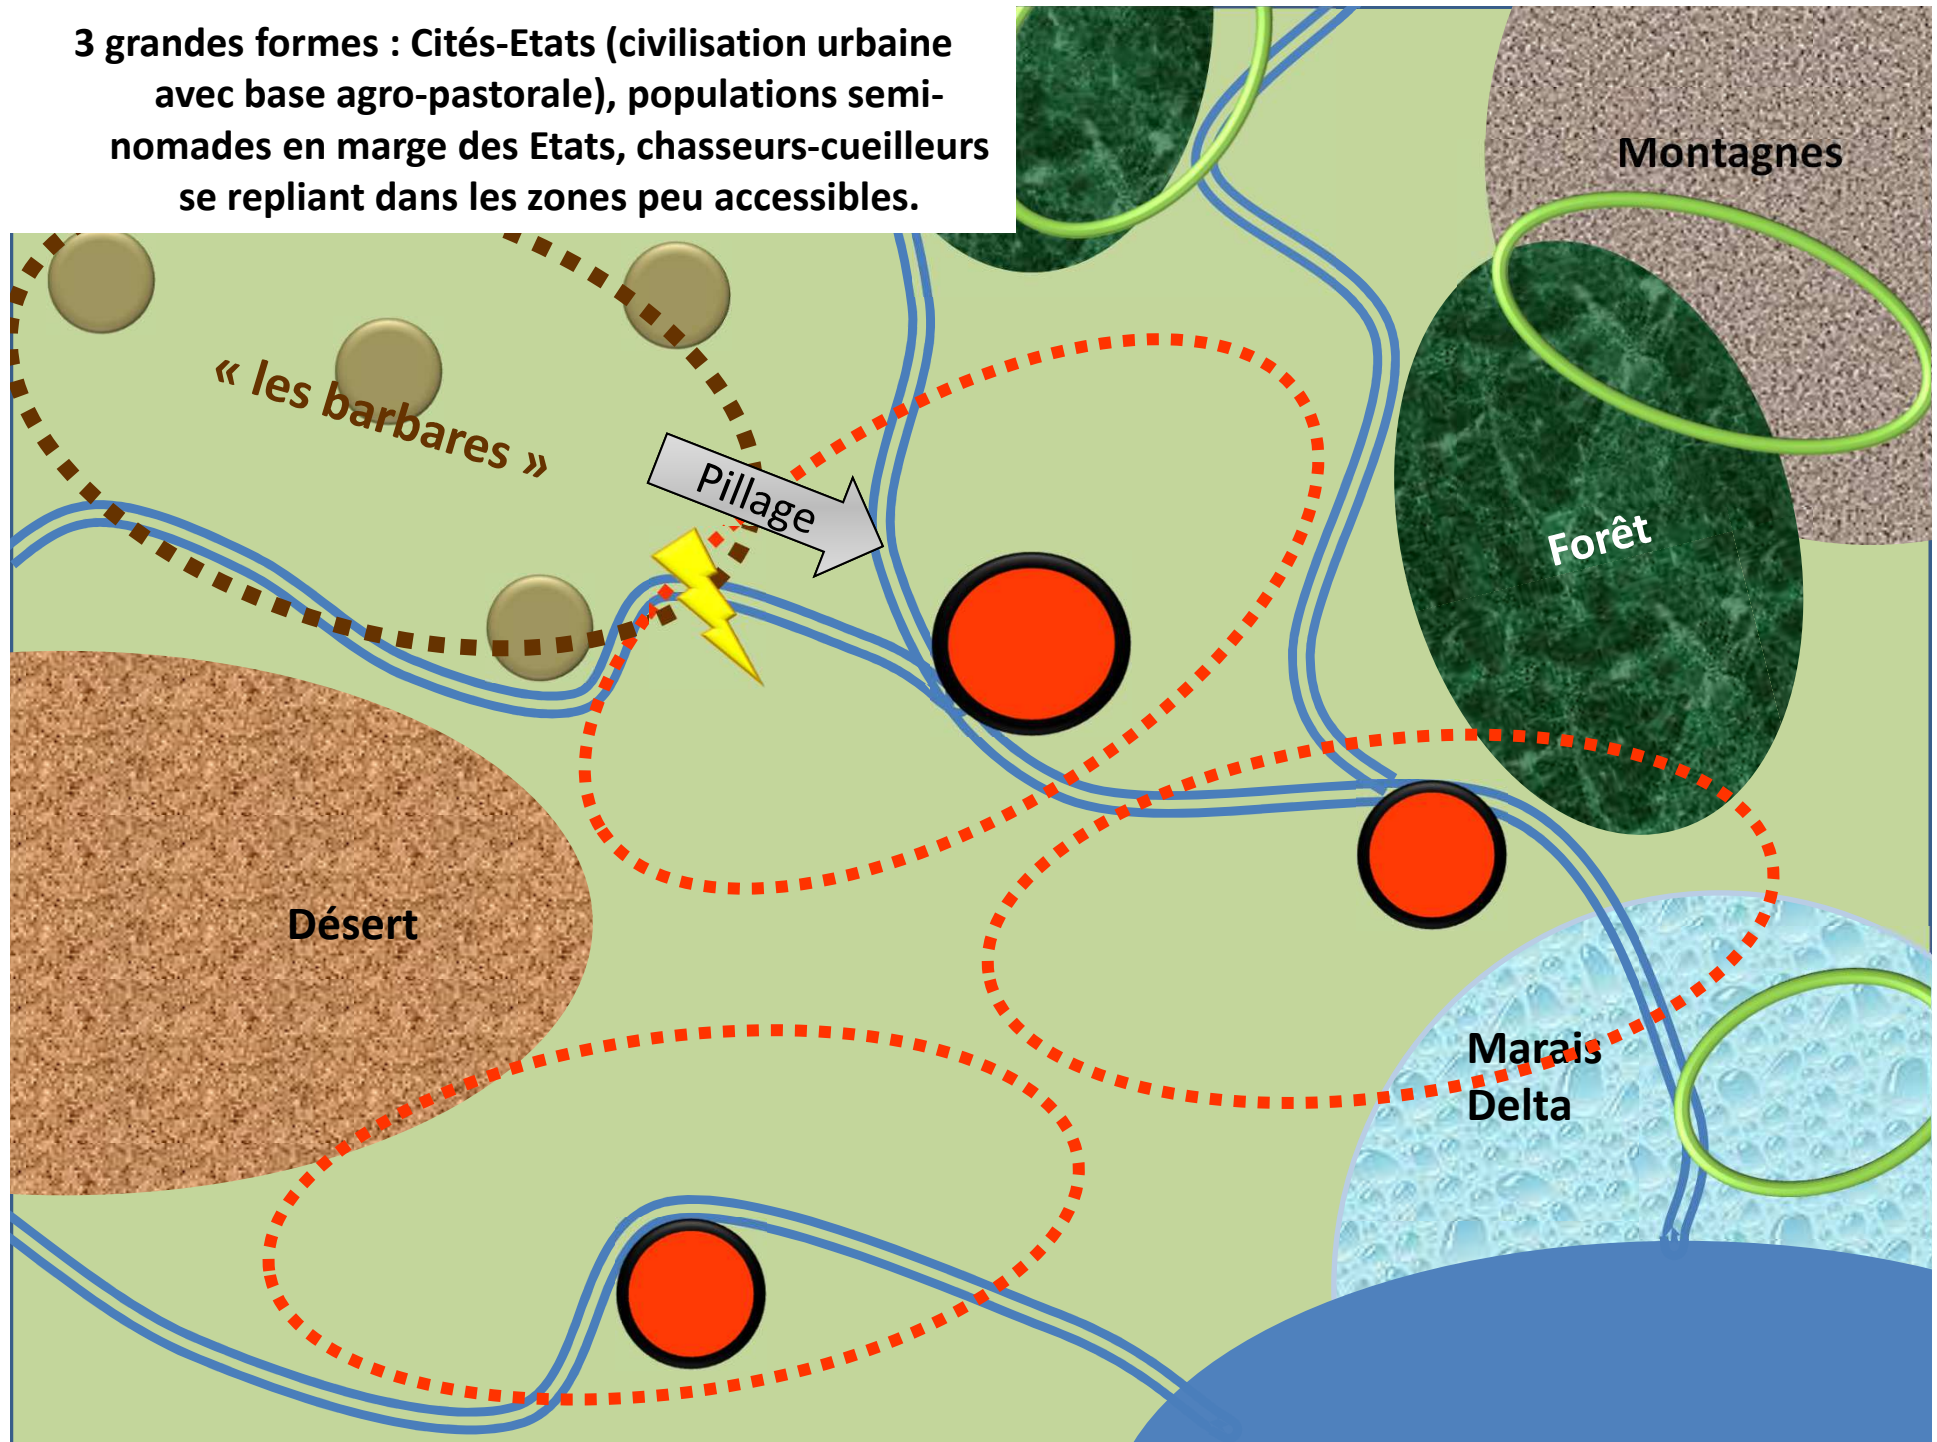 3 grandes formes : Cités-Etats (civilisation urbaine
avec base agro-pastorale), populations semi-
nomades en marge des Etats, chasseurs-cueilleurs
se repliant dans les zones peu accessibles.
Montagnes
« les barbares »
Pillage
Forêt
Désert
Marais
Delta